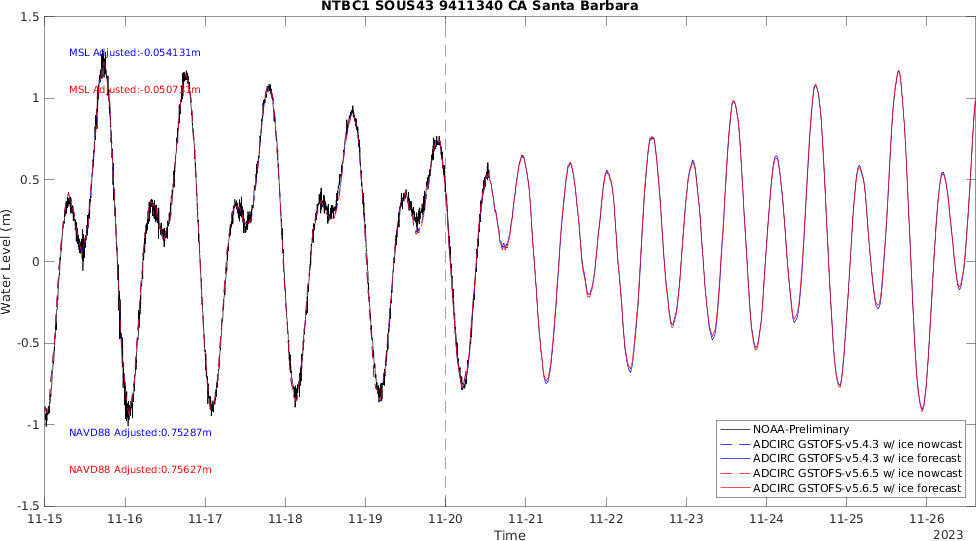 NTBC1 SOUS43 9411340 CA Santa Barbara
1.5
MSL Adjusted:-0.054131m
MSL Adjusted:-0.050731m
1
0.5
Water Level (m)
0
-0.5
-1
NAVD88 Adjusted:0.75287m
NAVD88 Adjusted:0.75627m
-1.5
NOAA-Preliminary
ADCIRC GSTOFS-v5.4.3 w/ ice nowcast
ADCIRC GSTOFS-v5.4.3 w/ ice forecast
ADCIRC GSTOFS-v5.6.5 w/ ice nowcast
ADCIRC GSTOFS-v5.6.5 w/ ice forecast
11-15 11-16 11-17 11-18 11-19 11-20 11-21 11-22 11-23 11-24 11-25 11-26
Time
2023